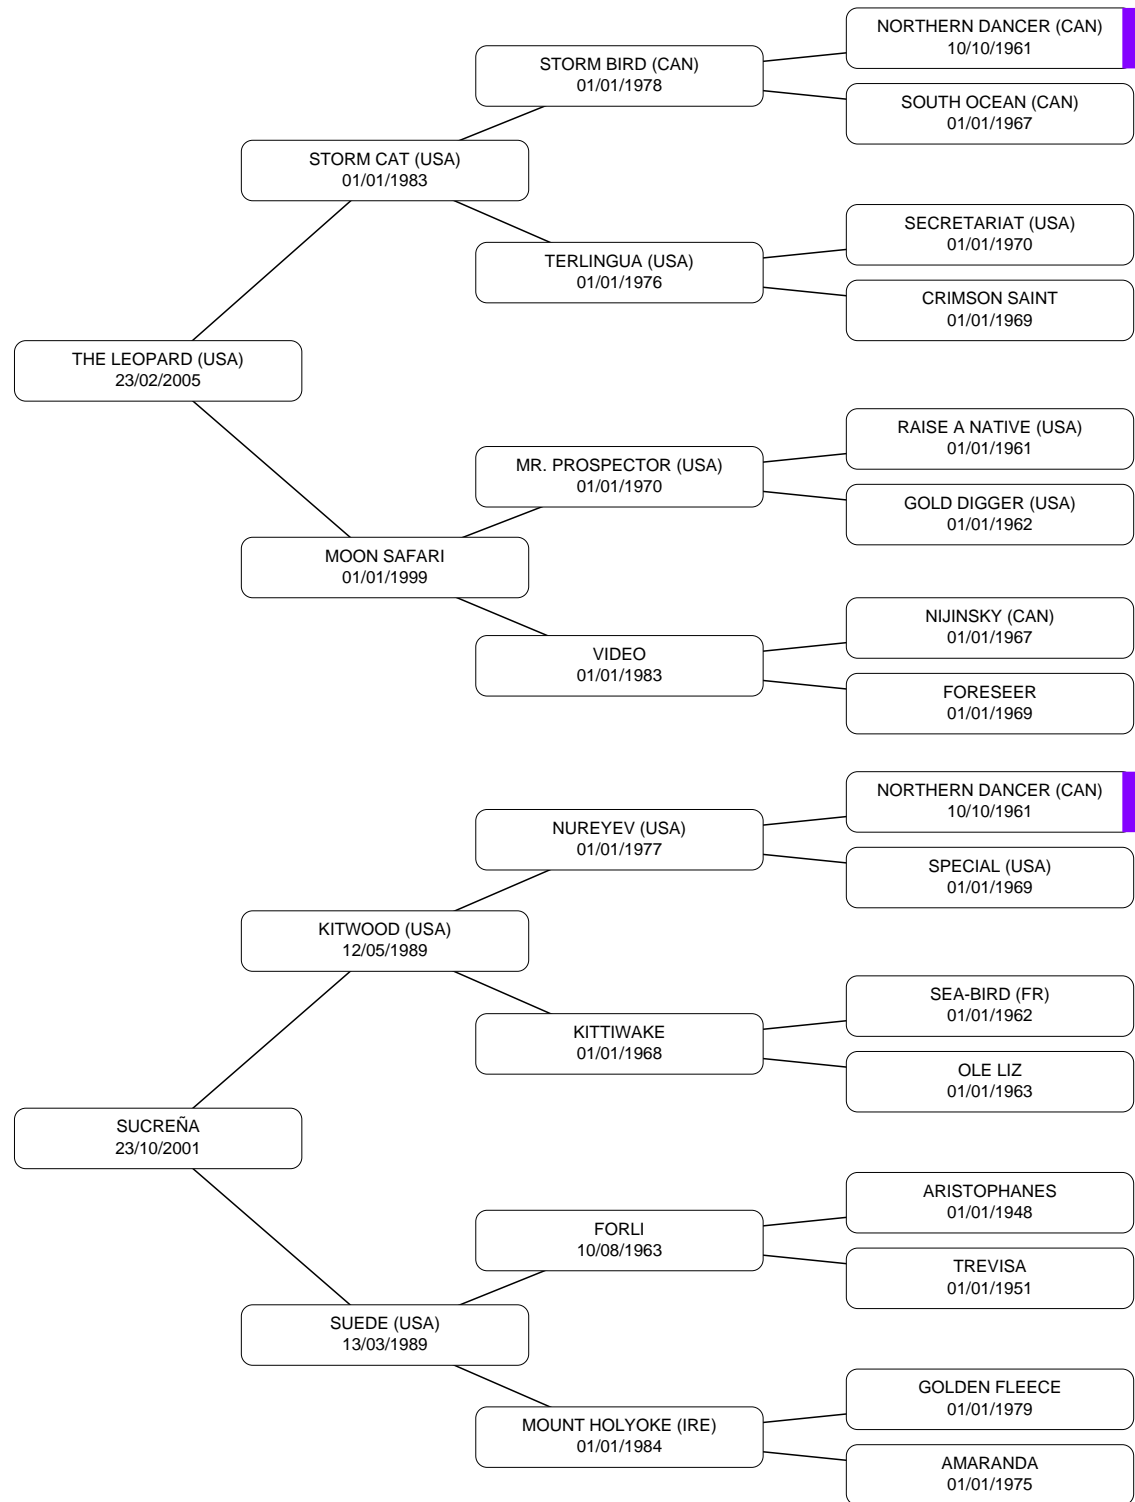 NORTHERN DANCER (CAN)
10/10/1961
STORM BIRD (CAN)
01/01/1978
SOUTH OCEAN (CAN)
01/01/1967
STORM CAT (USA)
01/01/1983
SECRETARIAT (USA)
01/01/1970
TERLINGUA (USA)
01/01/1976
CRIMSON SAINT
01/01/1969
THE LEOPARD (USA)
23/02/2005
RAISE A NATIVE (USA)
01/01/1961
MR. PROSPECTOR (USA)
01/01/1970
GOLD DIGGER (USA)
01/01/1962
MOON SAFARI
01/01/1999
NIJINSKY (CAN)
01/01/1967
VIDEO
01/01/1983
FORESEER
01/01/1969
NORTHERN DANCER (CAN)
10/10/1961
NUREYEV (USA)
01/01/1977
SPECIAL (USA)
01/01/1969
KITWOOD (USA)
12/05/1989
SEA-BIRD (FR)
01/01/1962
KITTIWAKE
01/01/1968
OLE LIZ
01/01/1963
SUCREÑA
23/10/2001
ARISTOPHANES
01/01/1948
FORLI
10/08/1963
TREVISA
01/01/1951
SUEDE (USA)
13/03/1989
GOLDEN FLEECE
01/01/1979
MOUNT HOLYOKE (IRE)
01/01/1984
AMARANDA
01/01/1975